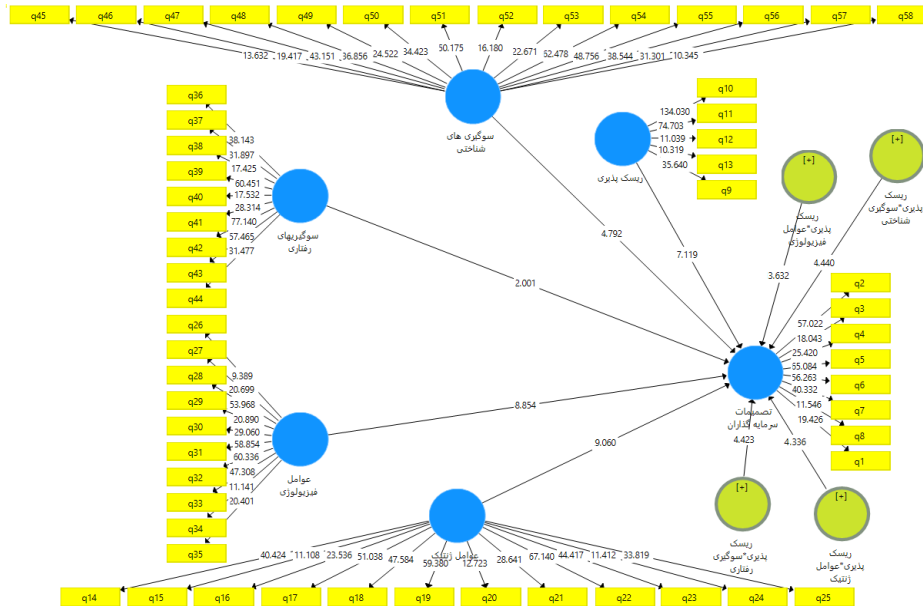 q45 q46 q47 q48 q49 q50 q51 q52 q53 q54 q55 q56 q57 q58
13.632 19.417 43.151 36.856 24.522 34.423 50.175 16.180 22.671 62.478 48.756 38.544 31.301 10.345
سوگیری های
شناختی
q36
q37
q38
q39
q40
q41
q42
q43
q44
38.143
31.897
17.425
60.451
17.532
28.314
77.140
57.465
31.477
سوگیریهای
رفتاری
q10
q11
q12
q13
q9
134.030
74.703
11.039
10.319
35.640
ریسک پذیری
[+]
ریسک
پذیری*عوامل
فیزیولوژی
[+]
ریسک
پذیری*سوگیری
شناختی
4.792
7.119
3.632
4.440
2.001
q26
q27
q28
q29
q30
q31
q32
q33
q34
q35
9.389
20.699
53.968
20.890
29.060
58.854
60.336
47.308
11.141
20.401
عوامل
فیزیولوژی
8.854
9.060
q2
q3
q4
q5
q6
q7
q8
q1
57.022
18.043
25.420
65.084
56.263
40.332
11.546
19.426
تصمیمات
سرمایه گذاران
4.423
4.336
[+]
ریسک
پذیری*سوگیری
رفتاری
[+]
ریسک
پذیری*عوامل
ژنتیک
عوامل ژنتیک
40.424 11.108 23.536 51.038 47.584 59.380 12.723 28.641 67.140 44.417 11.412 33.819
q14 q15 q16 q17 q18 q19 q20 q21 q22 q23 q24 q25